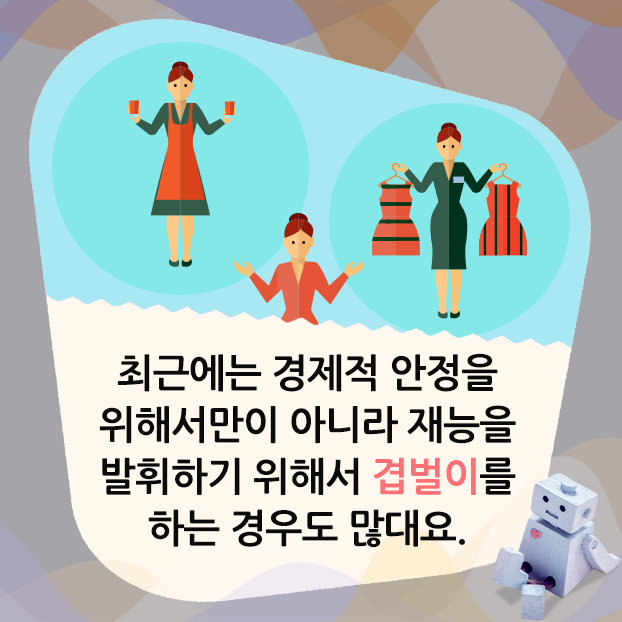 최근에는 경제적 안정을
위해서만이 아니라 재능을
발휘하기 위해서 겹벌이를
하는 경우도 많대요.